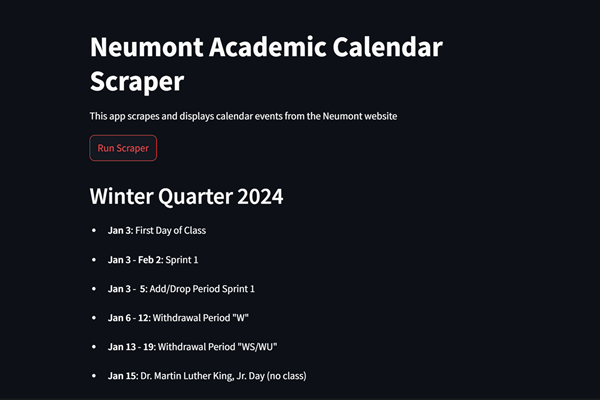 Neumont Academic Calendar
Scraper
This app scrapes and displays calendar events from the Neumont website
Run Scraper
Winter Quarter 2024
• Jan 3: First Day of Class
• Jan 3 - Feb 2: Sprint 1
• Jan 3 - 5: Add/Drop Period Sprint 1
• Jan 6 - 12: Withdrawal Period "W"
• Jan 13 - 19: Withdrawal Period "WS/WU"
• Jan 15: Dr. Martin Luther King, Jr. Day (no class)